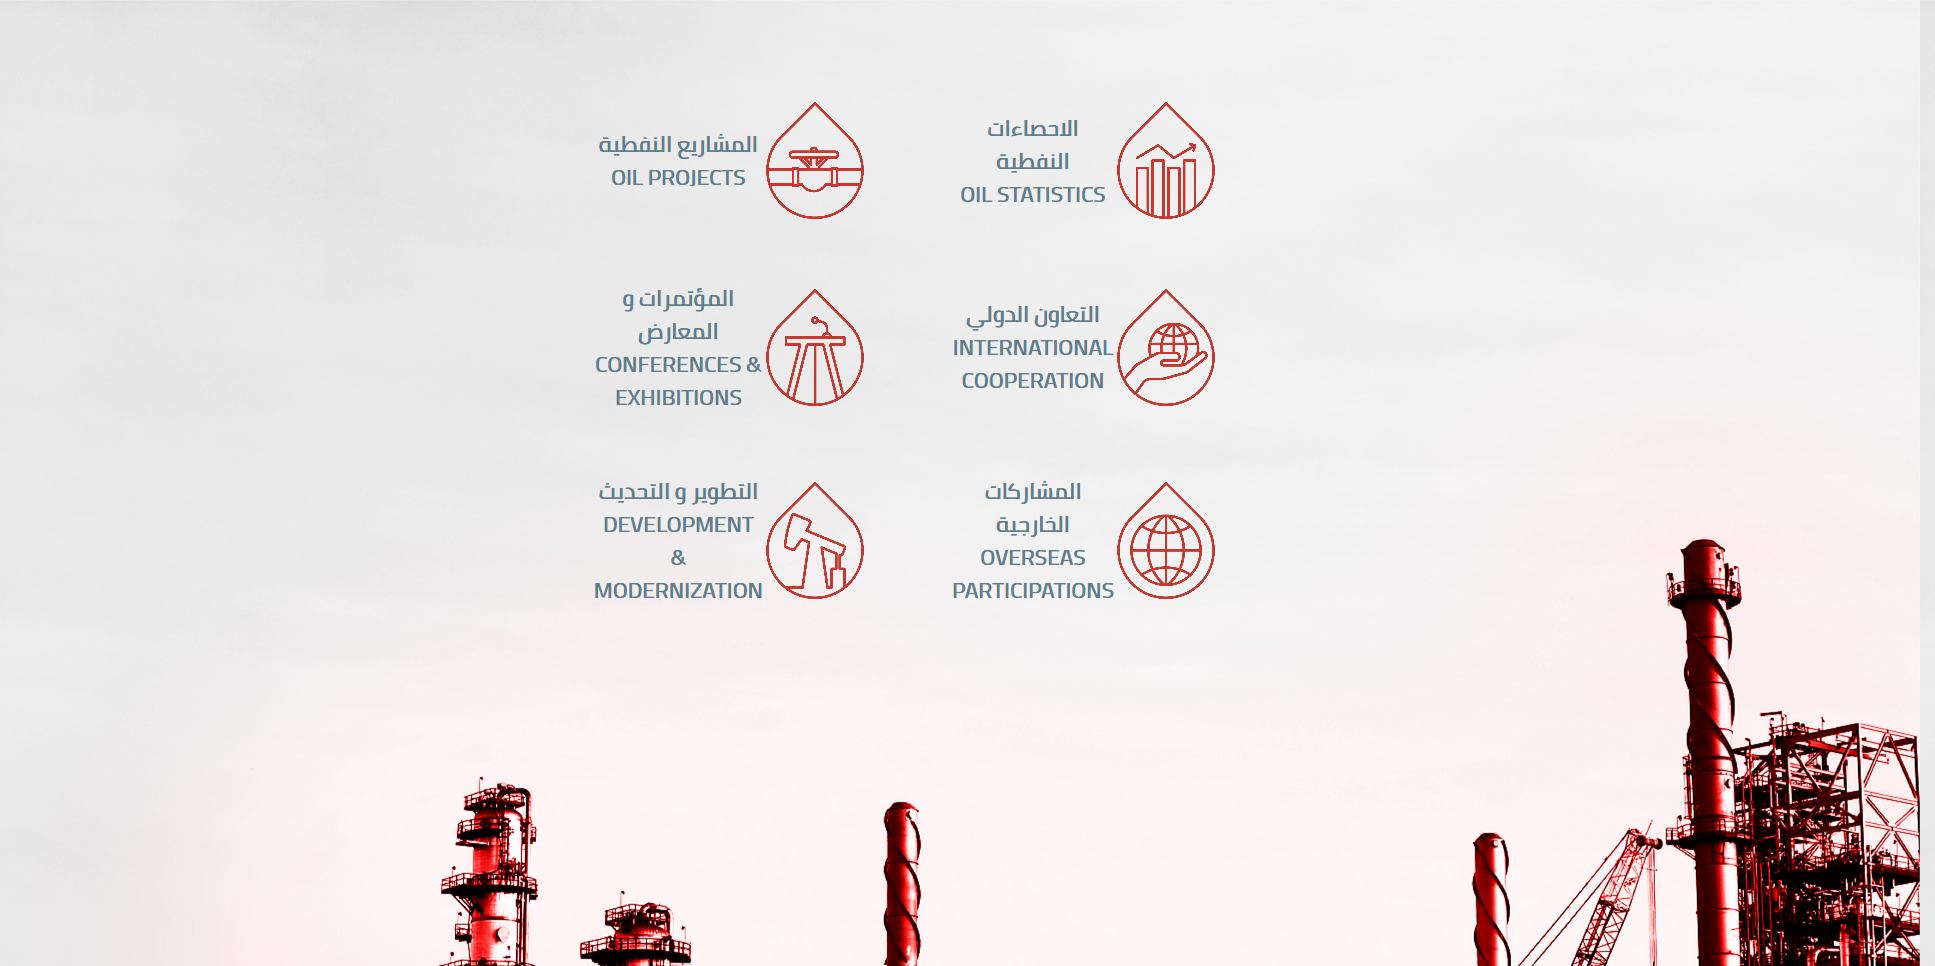 الاحصاءات
النفطية
OIL STATISTICS
المشاريع النفطية
OIL PROJECTS
التعاون الدولي
INTERNATIONAL
COOPERATION
المؤتمرات و
المعارض
CONFERENCES &
EXHIBITIONS
المشاركات
الخارجية
OVERSEAS
PARTICIPATIONS
التطوير و التحديث
DEVELOPMENT
&
MODERNIZATION